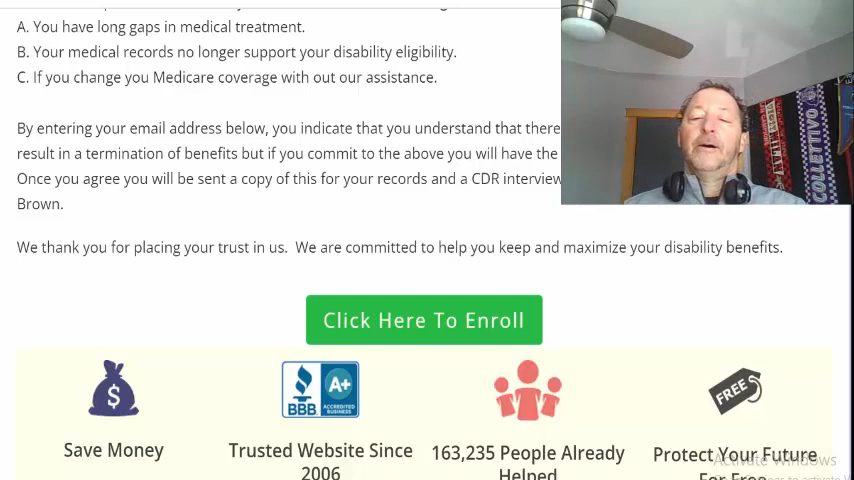 A. You have long gaps in medical treatment.
B. Your medical records no longer support your disability eligibility.
C. If you change you Medicare coverage with out our assistance.
By entering your email address below, you indicate that you understand that there
result in a termination of benefits but if you commit to the above you will have the
Once you agree you will be sent a copy of this for your records and a CDR interview
Brown.
We thank you for placing your trust in us. We are committed to help you keep and maximize your disability benefits.
Click Here To Enroll
$
BBB
A+
ACCREDITED
BUSINESS
FREE
Save Money
Trusted Website Since
2006
163,235 People Already
Helped
Protect Your Future
For Free
Activate Windows
COLLETTIVO